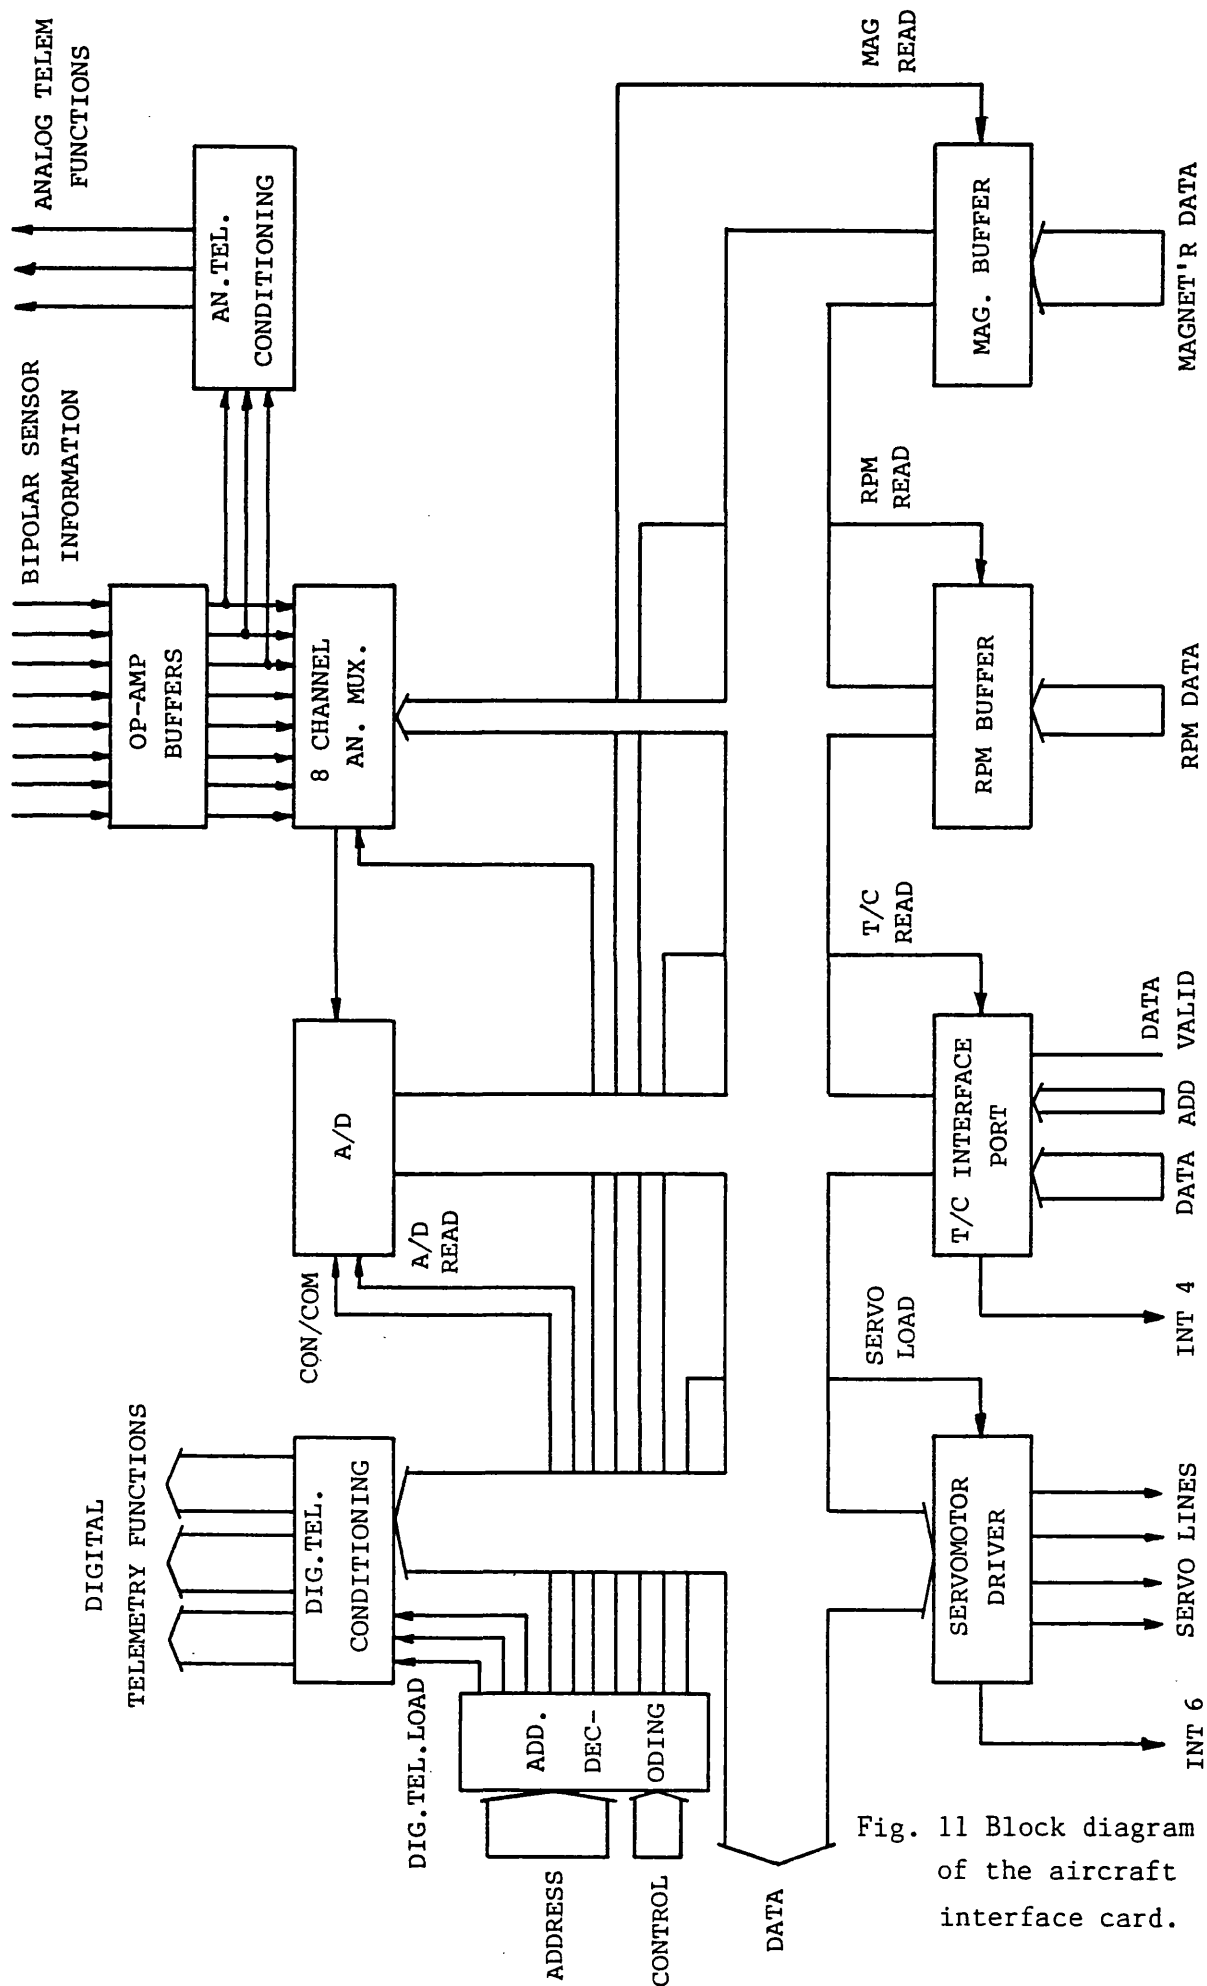 ANALOG TELEM
FUNCTIONS
AN.TEL.
CONDITIONING
BIPOLAR SENSOR
INFORMATION
OP-AMP
BUFFERS
8 CHANNEL
AN. MUX.
A/D
CON/COM
A/D
READ
DIGITAL
TELEMETRY FUNCTIONS
DIG.TEL.
CONDITIONING
DIG.TEL.LOAD
ADD.
DEC-
ODING
ADDRESS
CONTROL
DATA
MAG
READ
MAG. BUFFER
MAGNET'R DATA
RPM
READ
RPM BUFFER
RPM DATA
T/C
READ
T/C INTERFACE
PORT
DATA
VALID
ADD
DATA
INT 4
SERVO
LOAD
SERVOMOTOR
DRIVER
SERVO LINES
INT 6
Fig. 11 Block diagram
of the aircraft
interface card.